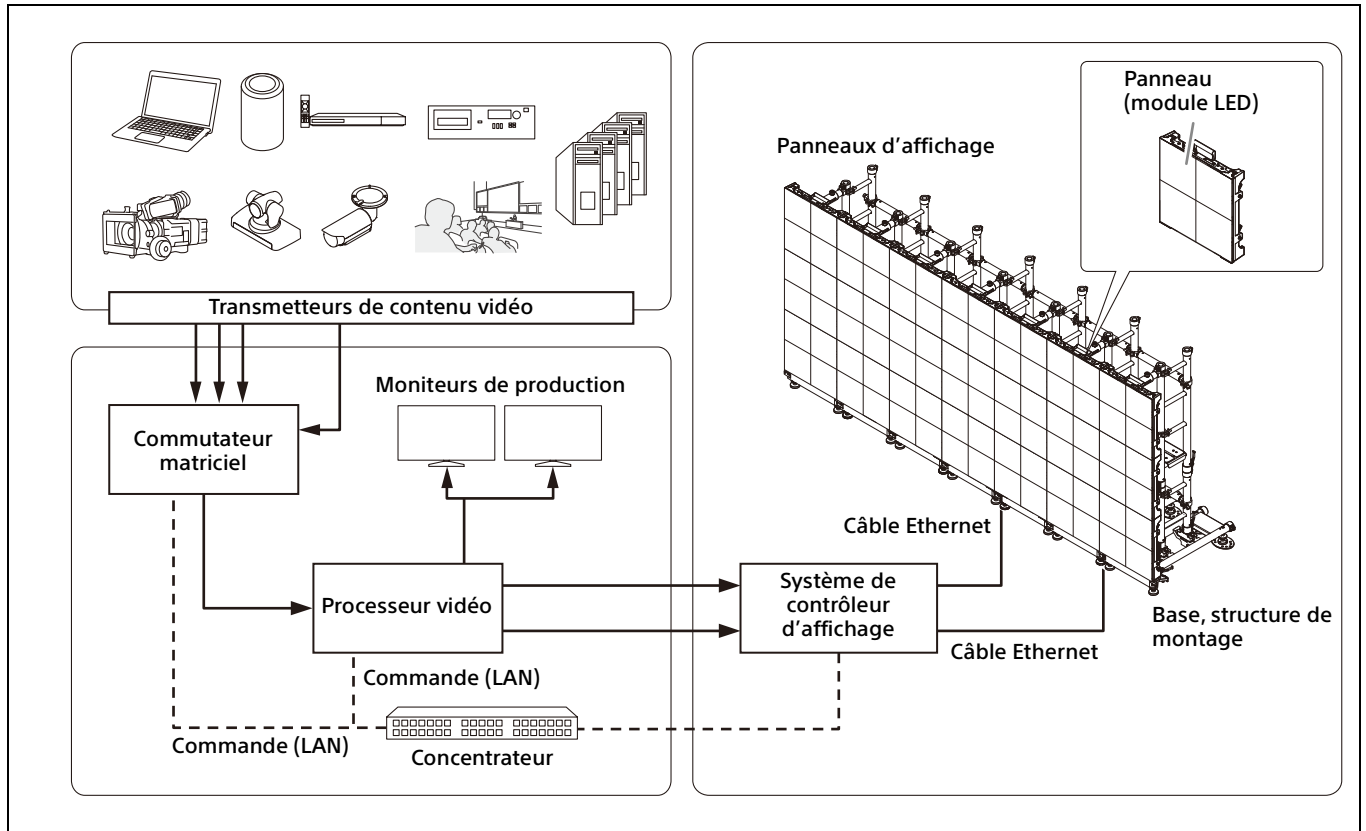 Transmetteurs de contenu vidéo
Commutateur
matriciel
Moniteurs de production
Processeur vidéo
Commande (LAN)
Commande (LAN)
Concentrateur
Panneau
(module LED)
Panneaux d’affichage
Câble Ethernet
Système de
contrôleur
d’affichage
Câble Ethernet
Base, structure de
montage